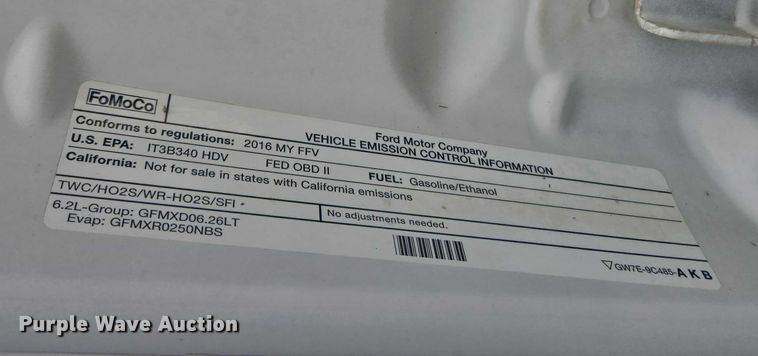 FoMoCo
Ford Motor Company
VEHICLE EMISSION CONTROL INFORMATION
Conforms to regulations: 2016 MY FFV
U.S. EPA: IT3B340 HDV FED OBD II FUEL: Gasoline/Ethanol
California: Not for sale in states with California emissions
TWC/HO2S/WR-HO2S/SFI
No adjustments needed.
6.2L-Group: GFMXD06.26LT
Evap: GFMXR0250NBS
GW7E-9C485-AKB
Purple Wave Auction